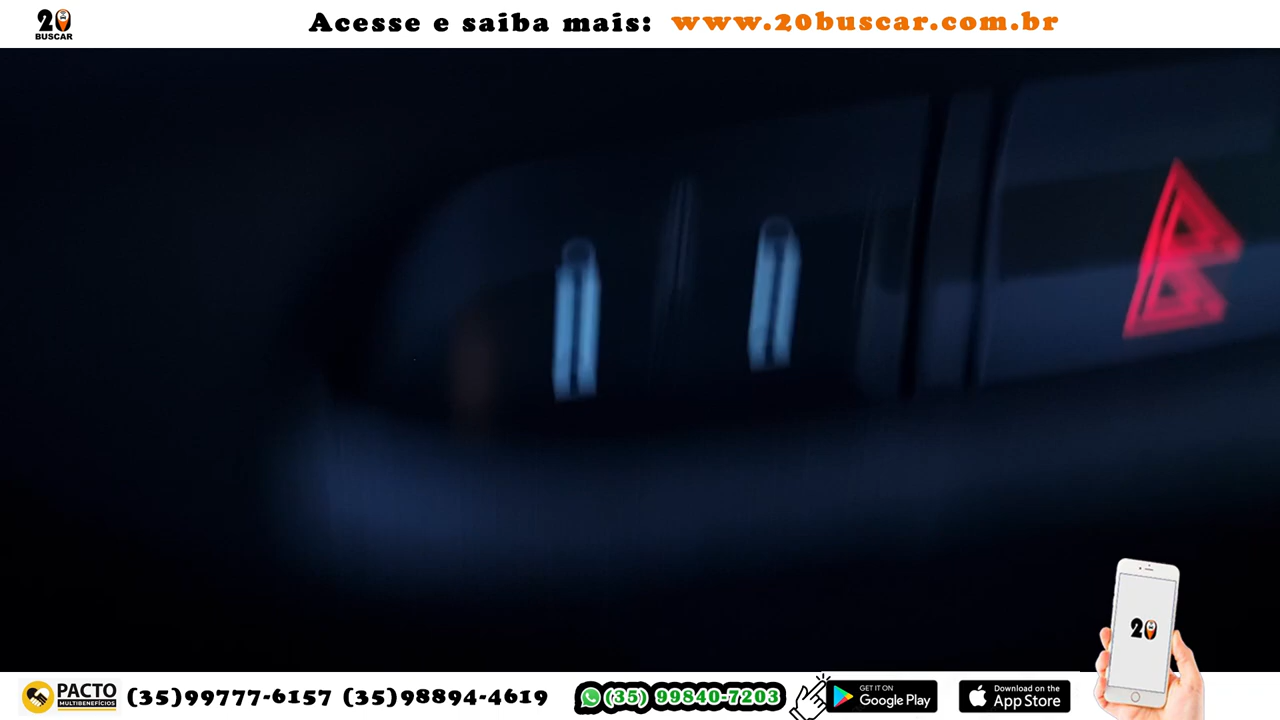 20
BUSCAR
Acesse e saiba mais: www.20buscar.com.br
20
PACTO
MULTIBENEFÍCIOS
(35)99777-6157 (35)98894-4619
(35) 99840-7203
GET IT ON
Google Play
Download on the
App Store